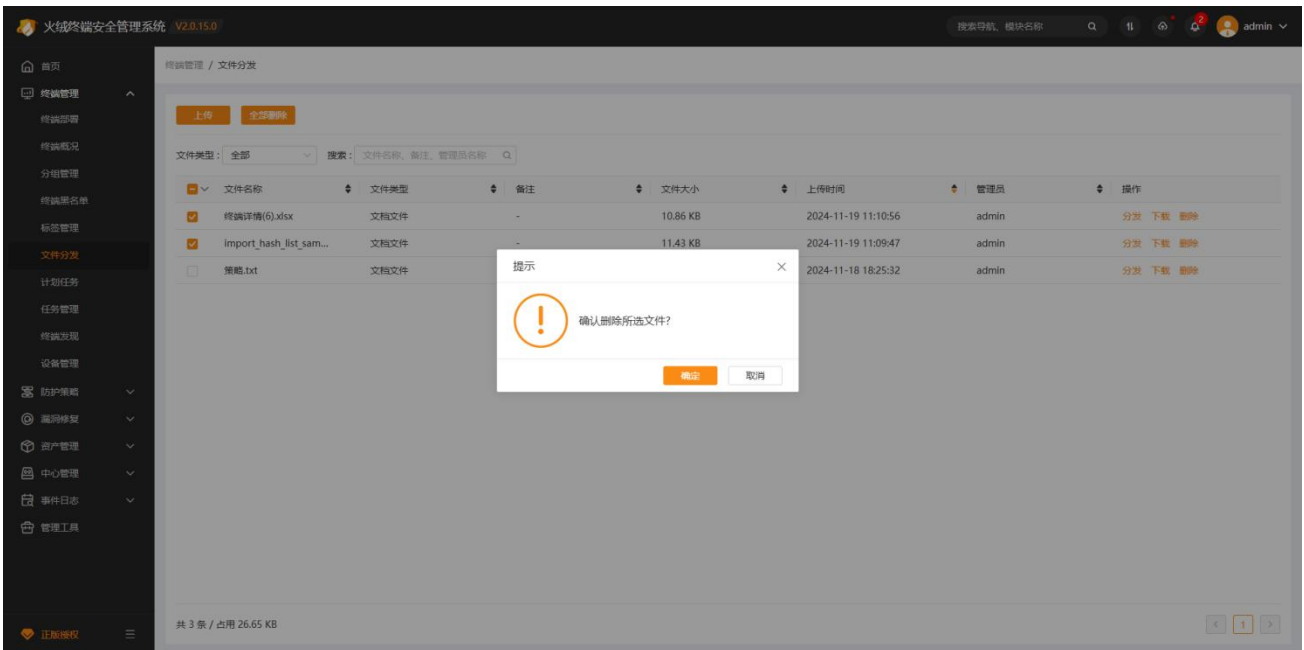 火绒终端安全管理系统 V2.0.15.0
搜索导航、模块名称
2
admin
首页
终端管理
终端部署
终端概况
分组管理
终端黑名单
标签管理
文件分发
计划任务
任务管理
终端发现
设备管理
防护策略
漏洞修复
资产管理
中心管理
事件日志
管理工具
正版授权
终端管理 / 文件分发
上传 全部删除
文件类型： 全部 搜索： 文件名称、备注、管理员名称
文件名称 文件类型 备注 文件大小 上传时间 管理员 操作
终端详情(6).xlsx 文档文件 - 10.86 KB 2024-11-19 11:10:56 admin 分发 下载 删除
import_hash_list_sam... 文档文件 - 11.43 KB 2024-11-19 11:09:47 admin 分发 下载 删除
策略.txt 文档文件 2024-11-18 18:25:32 admin 分发 下载 删除
提示
确认删除所选文件?
确定 取消
共 3 条 / 占用 26.65 KB
1